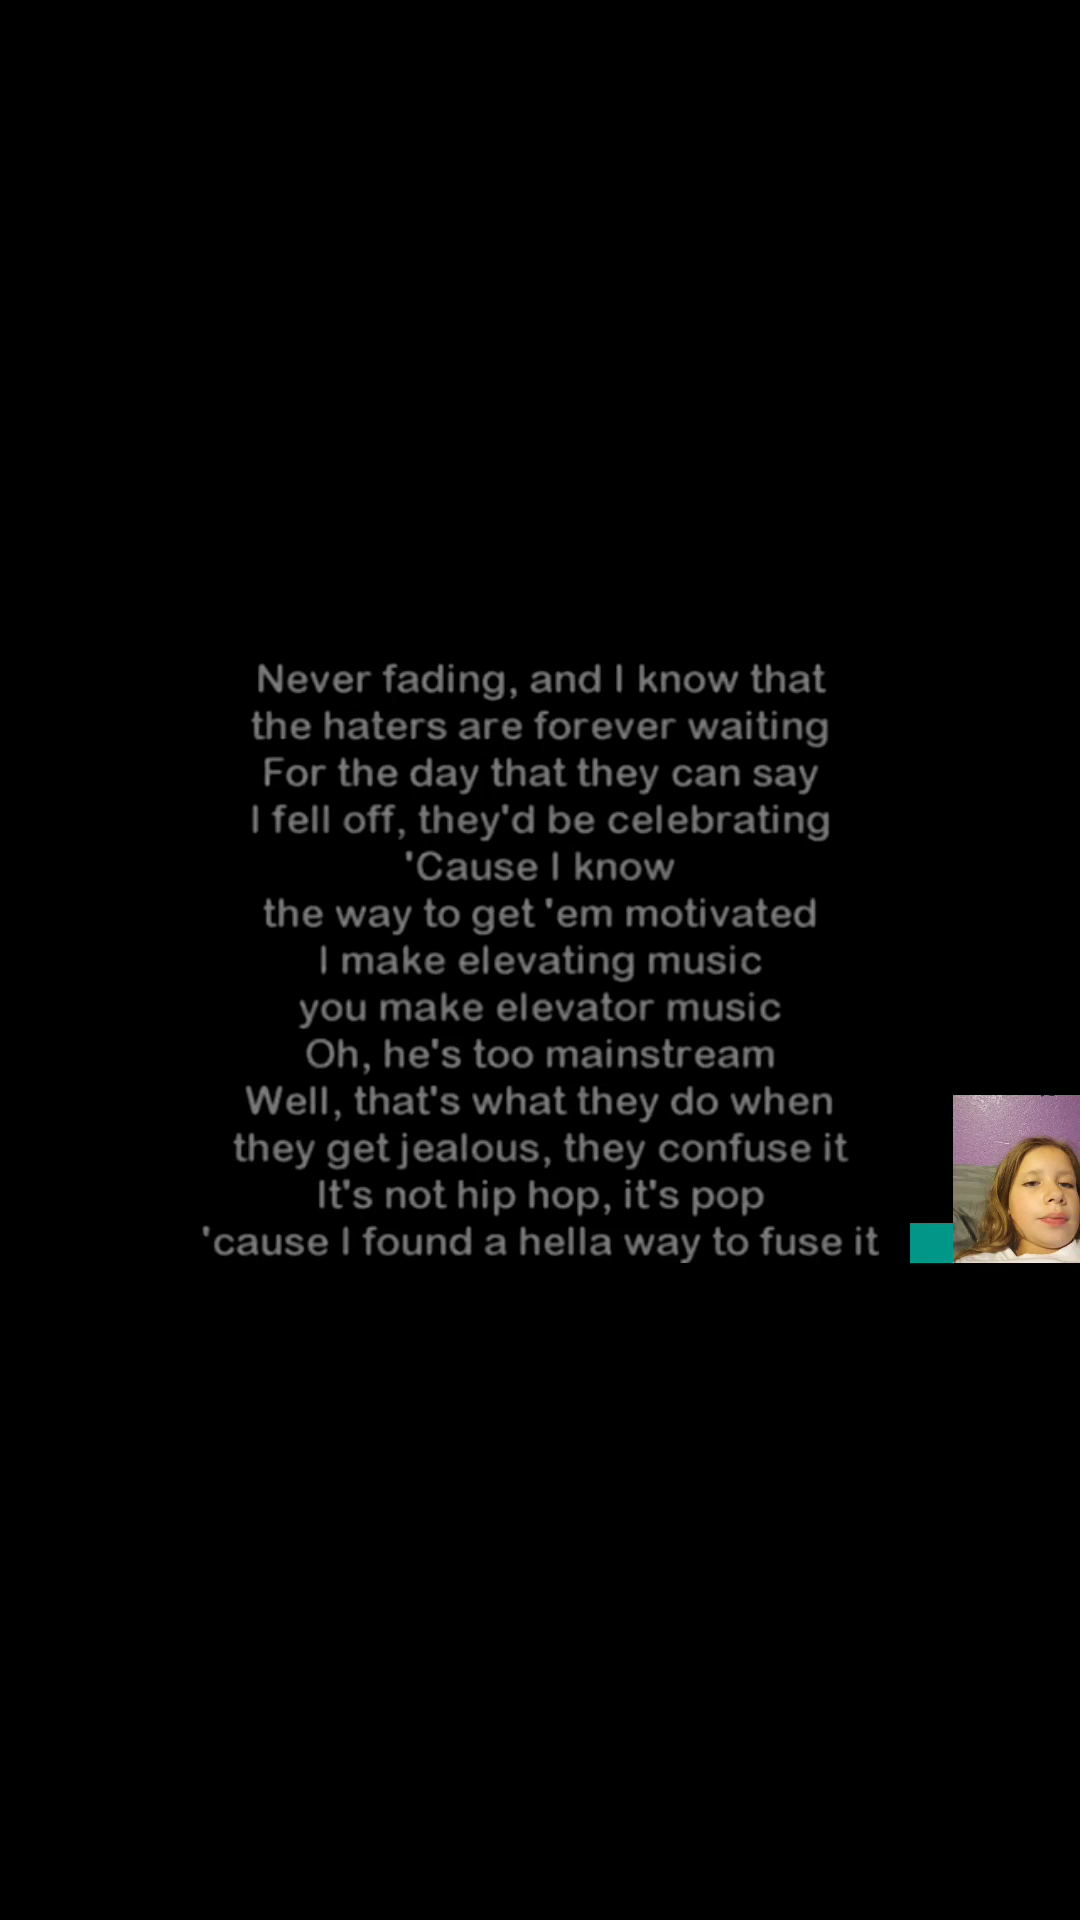 Never fading, and I know that
the haters are forever waiting
For the day that they can say
I fell off, they'd be celebrating
'Cause I know
the way to get 'em motivated
I make elevating music
you make elevator music
Oh, he's too mainstream
Well, that's what they do when
they get jealous, they confuse it
It's not hip hop, it's pop
'cause I found a hella way to fuse it